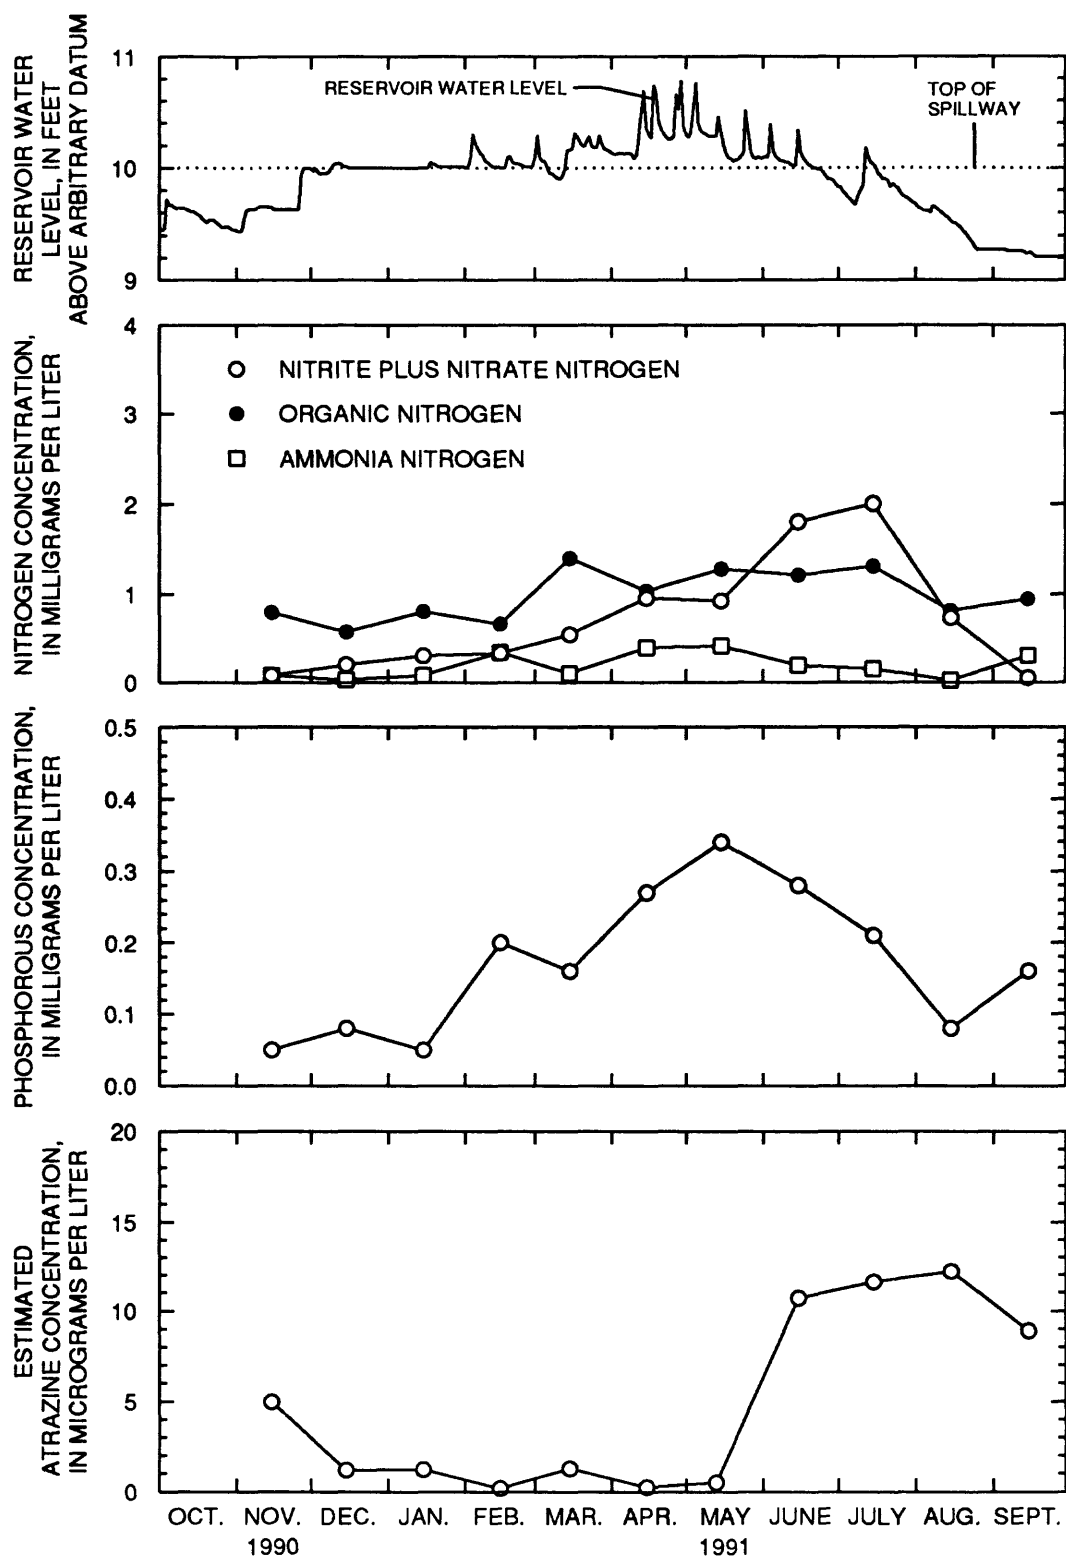 RESERVOIR WATER
LEVEL, IN FEET
ABOVE ARBITRARY DATUM
11
10
9
RESERVOIR WATER LEVEL
TOP OF
SPILLWAY
NITROGEN CONCENTRATION,
IN MILLIGRAMS PER LITER
4
3
2
1
0
NITRITE PLUS NITRATE NITROGEN
ORGANIC NITROGEN
AMMONIA NITROGEN
PHOSPHOROUS CONCENTRATION,
IN MILLIGRAMS PER LITER
0.5
0.4
0.3
0.2
0.1
0.0
ESTIMATED
ATRAZINE CONCENTRATION,
IN MICROGRAMS PER LITER
20
15
10
5
0
OCT. NOV. DEC. JAN. FEB. MAR. APR. MAY JUNE JULY AUG. SEPT.
1990 1991